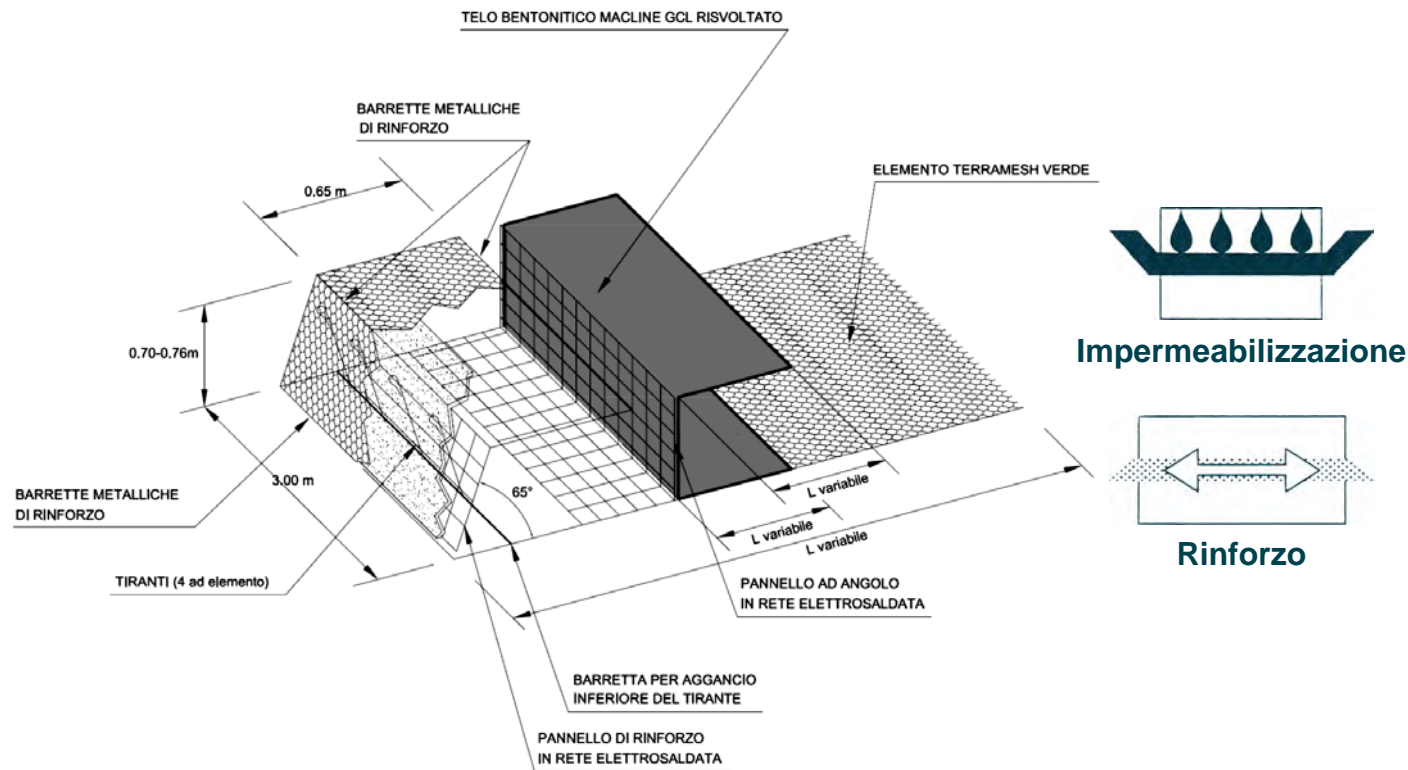 TELO BENTONITICO MACLINE GCL RISVOLTATO
BARRETTE METALLICHE
DI RINFORZO
0.65 m
ELEMENTO TERRAMESH VERDE
Impermeabilizzazione
0.70-0.76m
3.00 m
65°
BARRETTE METALLICHE
DI RINFORZO
L variabile
L variabile
L variabile
Rinforzo
TIRANTI (4 ad elemento)
PANNELLO AD ANGOLO
IN RETE ELETTROSALDATA
BARRETTA PER AGGANCIO
INFERIORE DEL TIRANTE
PANNELLO DI RINFORZO
IN RETE ELETTROSALDATA